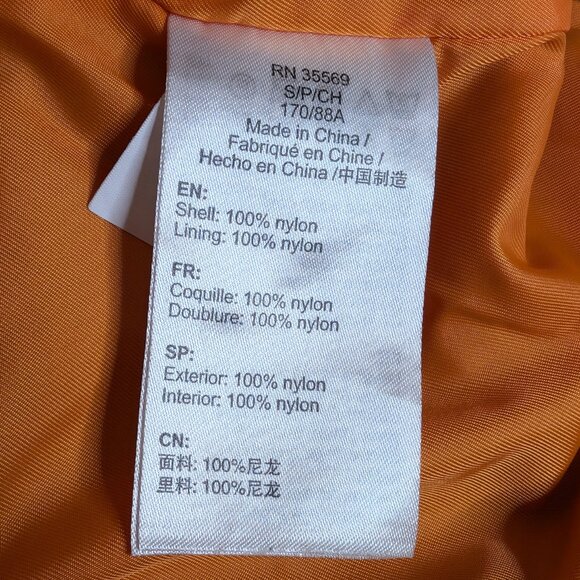 RN 35569
S/P/CH
170/88A
Made in China /
Fabriqué en Chine /
Hecho en China /中国制造
EN:
Shell: 100% nylon
Lining: 100% nylon
FR:
Coquille: 100% nylon
Doublure: 100% nylon
SP:
Exterior: 100% nylon
Interior: 100% nylon
CN:
面料: 100%尼龙
里料: 100%尼龙